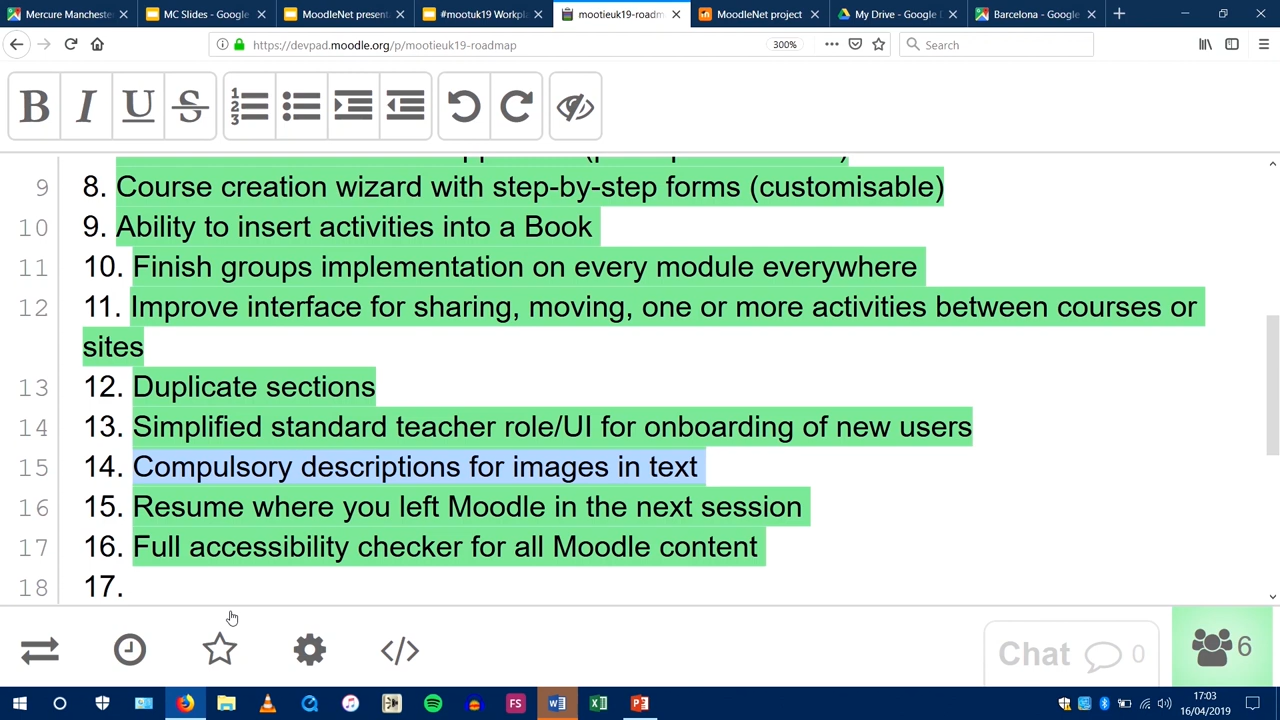 Mercure Manchester
MC Slides - Google
MoodleNet present
#mootuk19 Workpl
mootieuk19-roadm
MoodleNet project
My Drive - Google D
Barcelona - Google
https://devpad.moodle.org/p/mootieuk19-roadmap
300%
Search
B I U S
9 8. Course creation wizard with step-by-step forms (customisable)
10 9. Ability to insert activities into a Book
11 10. Finish groups implementation on every module everywhere
12 11. Improve interface for sharing, moving, one or more activities between courses or
sites
13 12. Duplicate sections
14 13. Simplified standard teacher role/UI for onboarding of new users
15 14. Compulsory descriptions for images in text
16 15. Resume where you left Moodle in the next session
17 16. Full accessibility checker for all Moodle content
18 17.
Chat 0
6
FS
17:03
16/04/2019